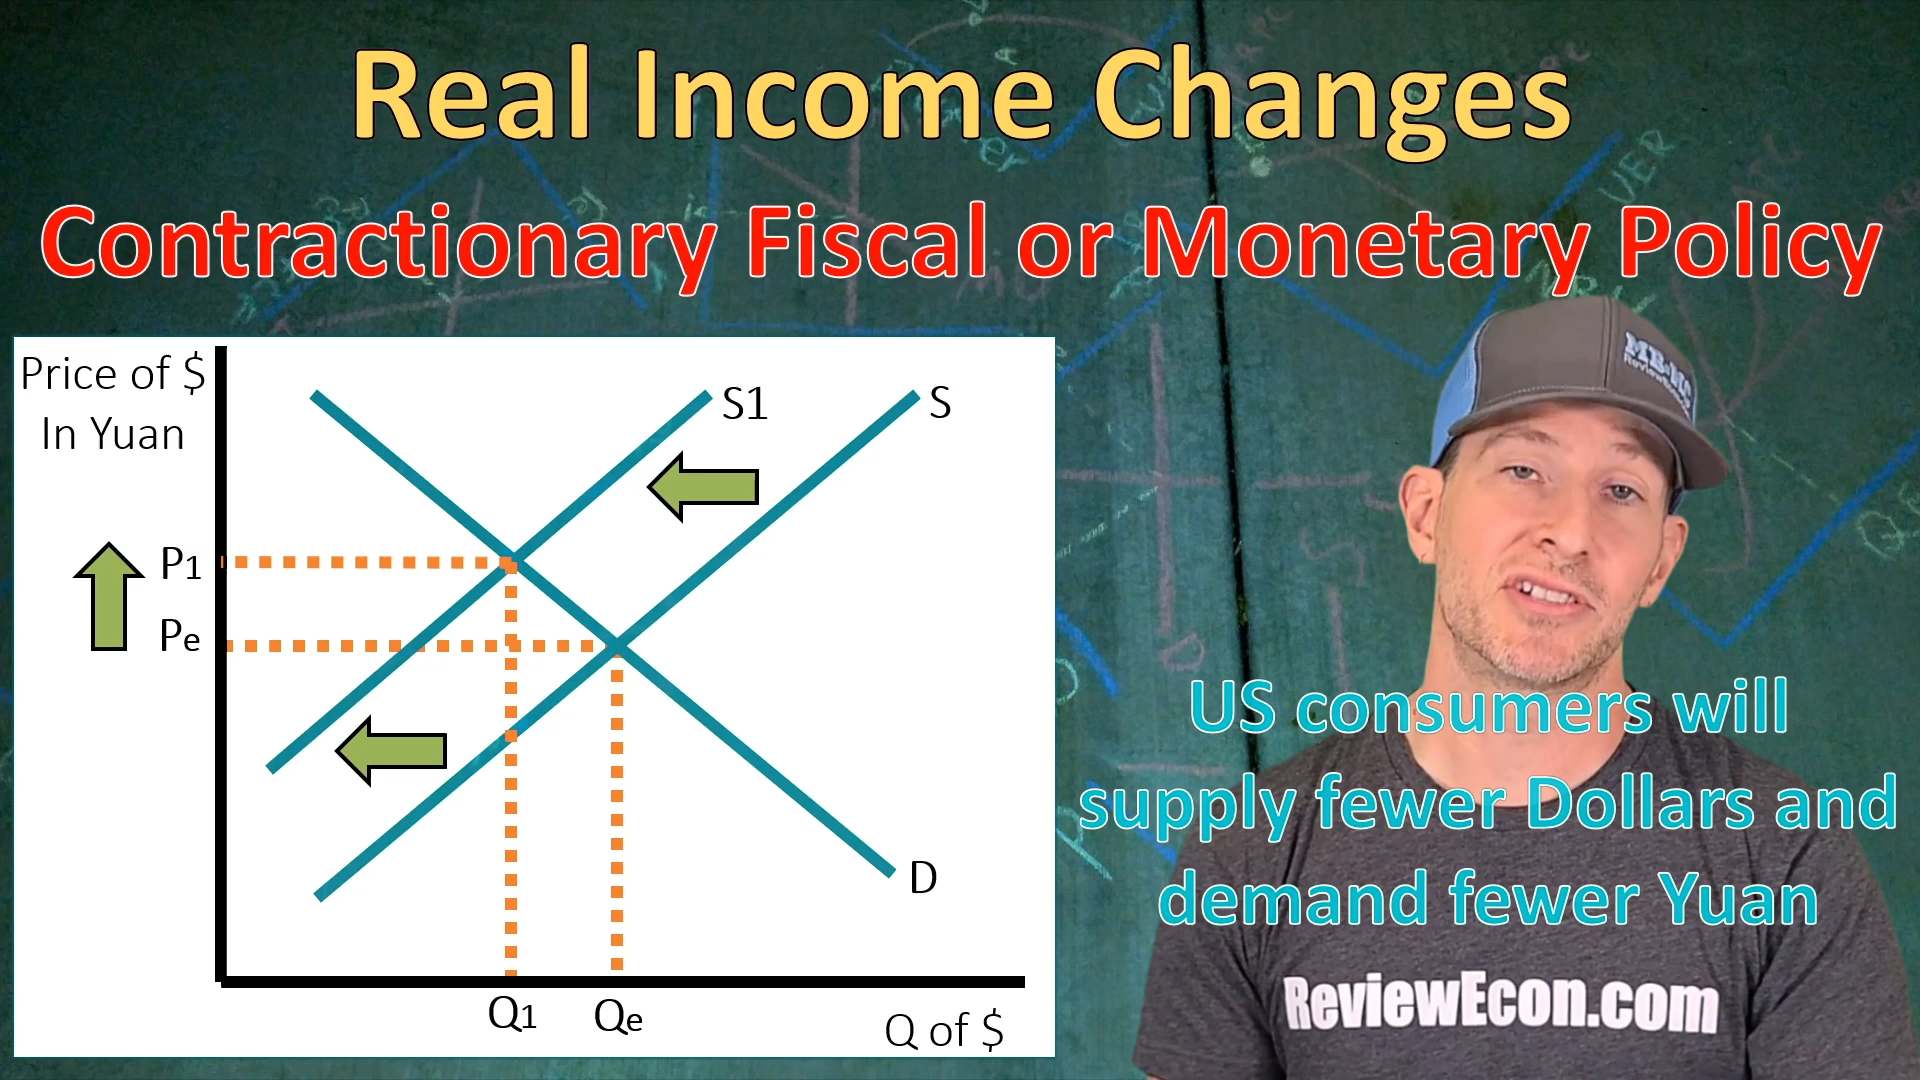 Real Income Changes
Contractionary Fiscal or Monetary Policy
Price of $
In Yuan
S1
S
P1
Pe
D
Q1
Qe
Q of $
US consumers will
supply fewer Dollars and
demand fewer Yuan
ReviewEcon.com
VER